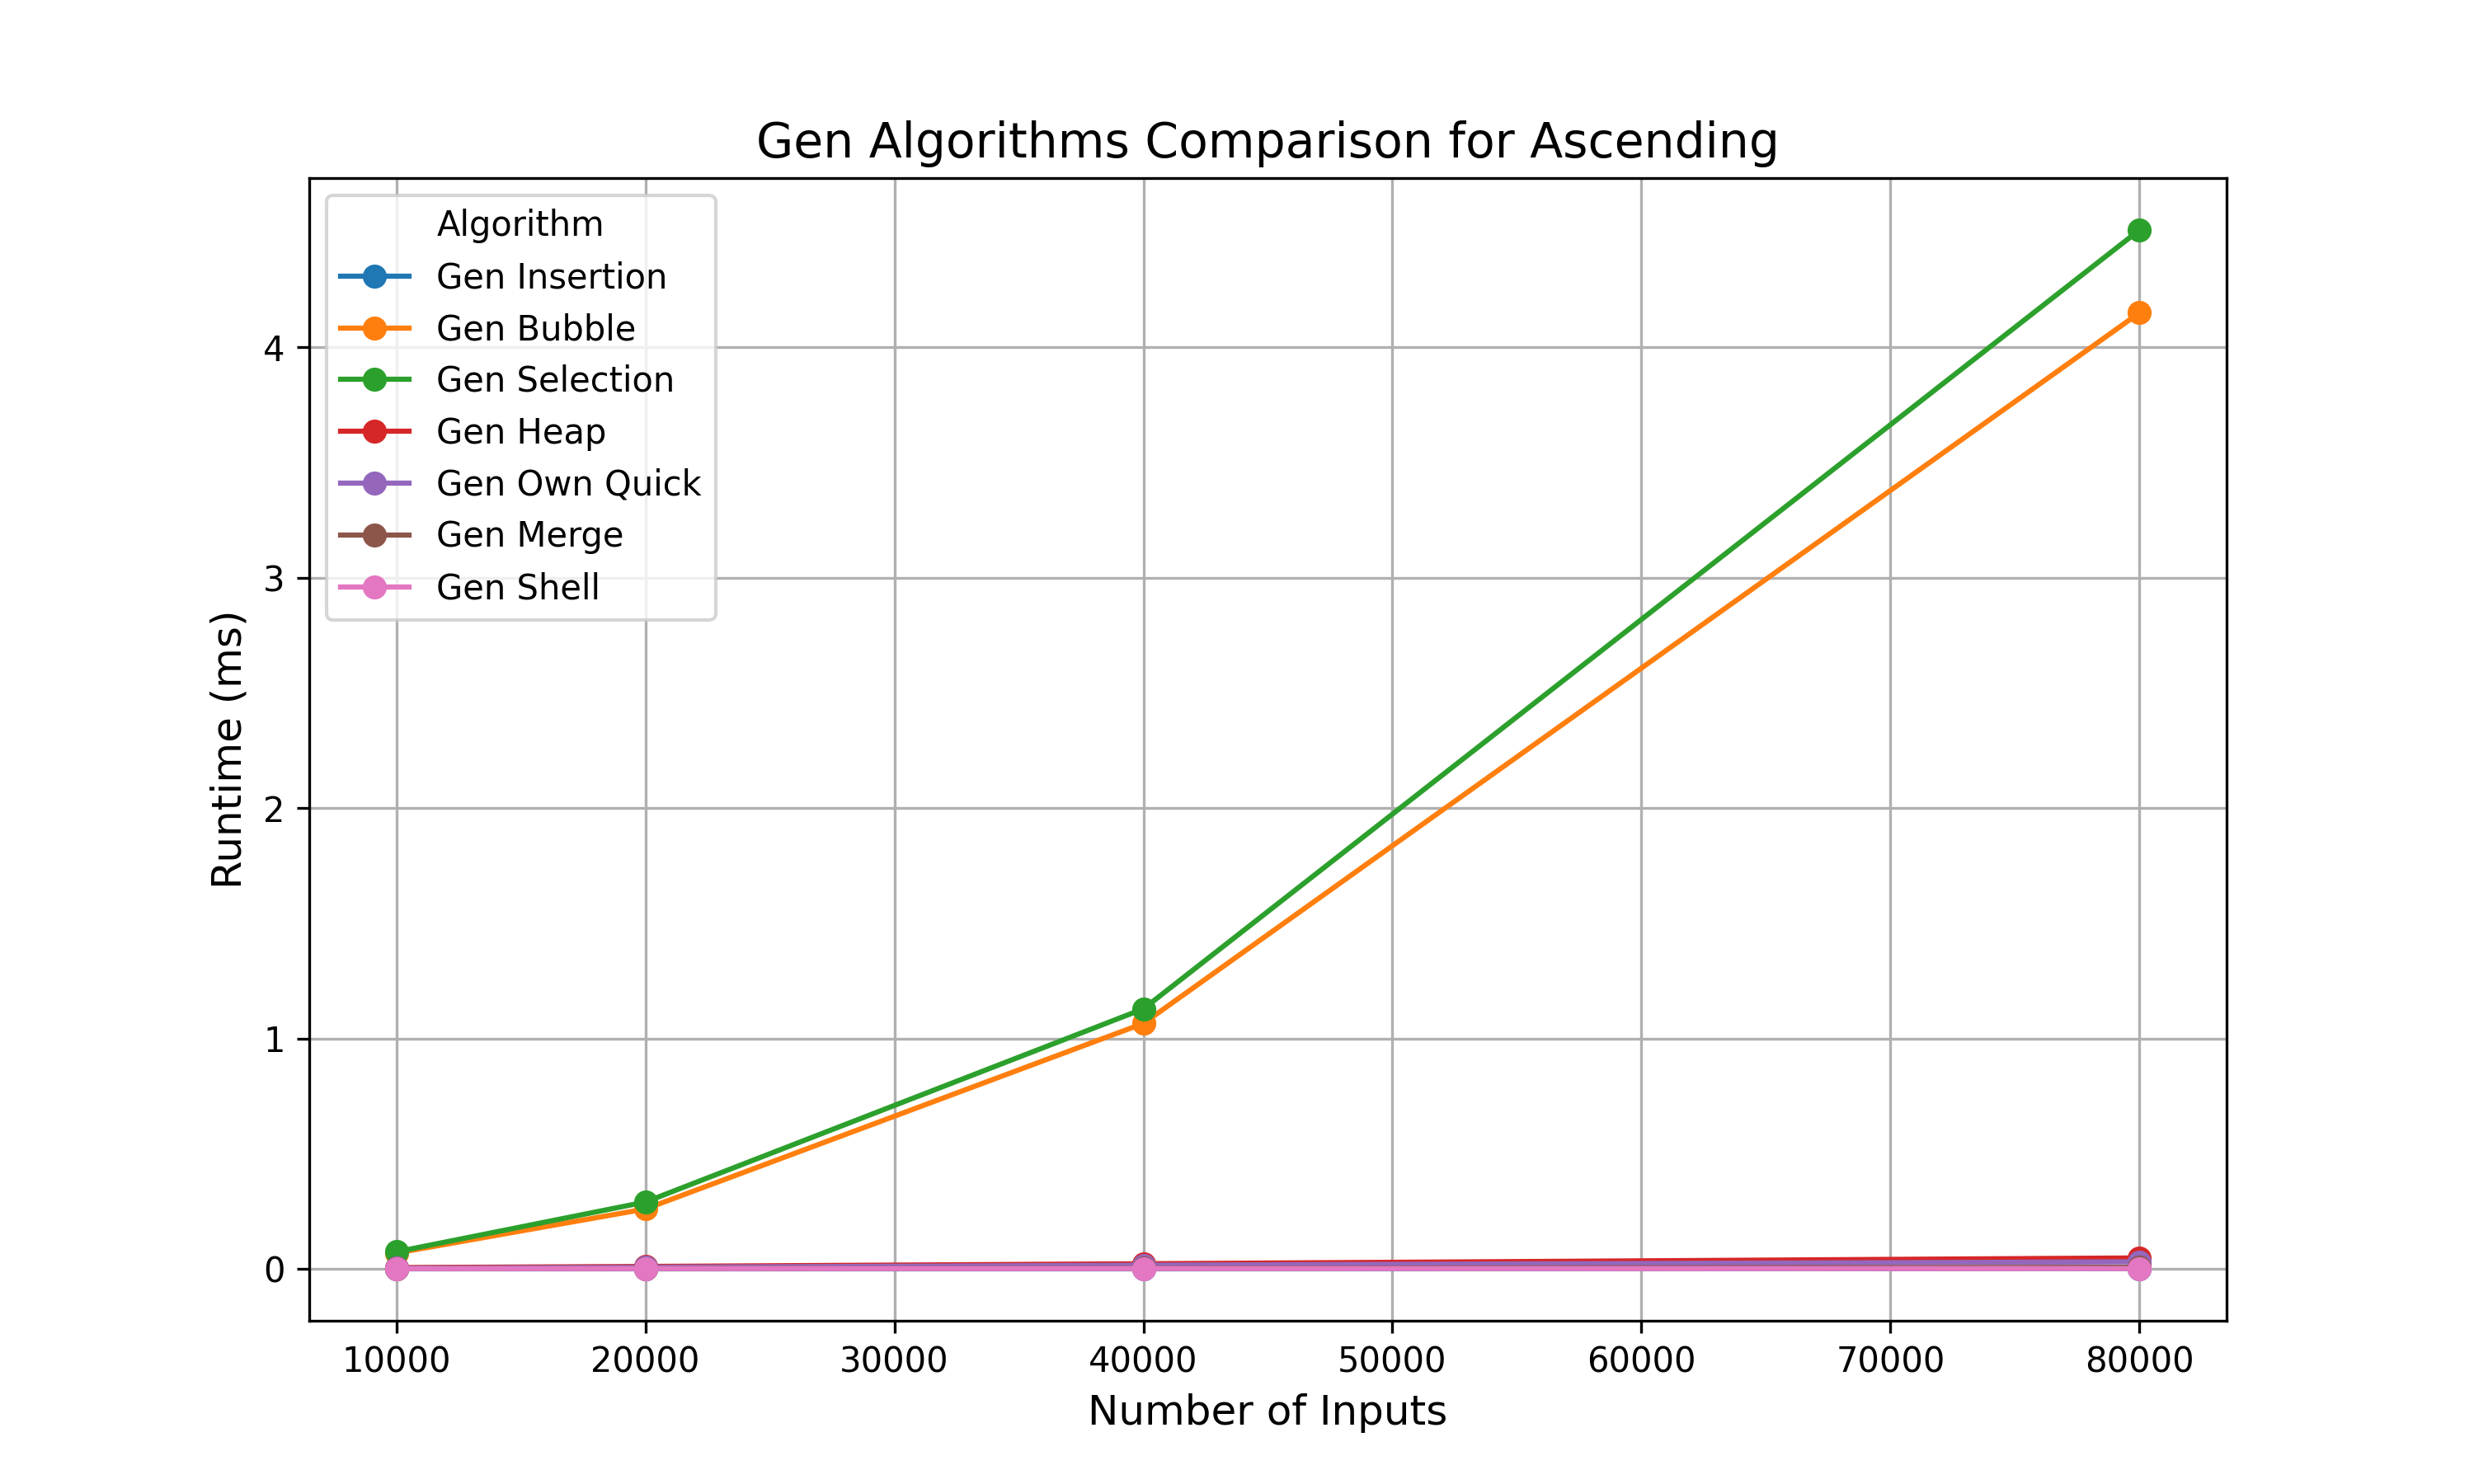 Gen Algorithms Comparison for Ascending
Algorithm
Gen Insertion
Gen Bubble
Gen Selection
Gen Heap
Gen Own Quick
Gen Merge
Gen Shell
Runtime (ms)
4
3
2
1
0
10000 20000 30000 40000 50000 60000 70000 80000
Number of Inputs